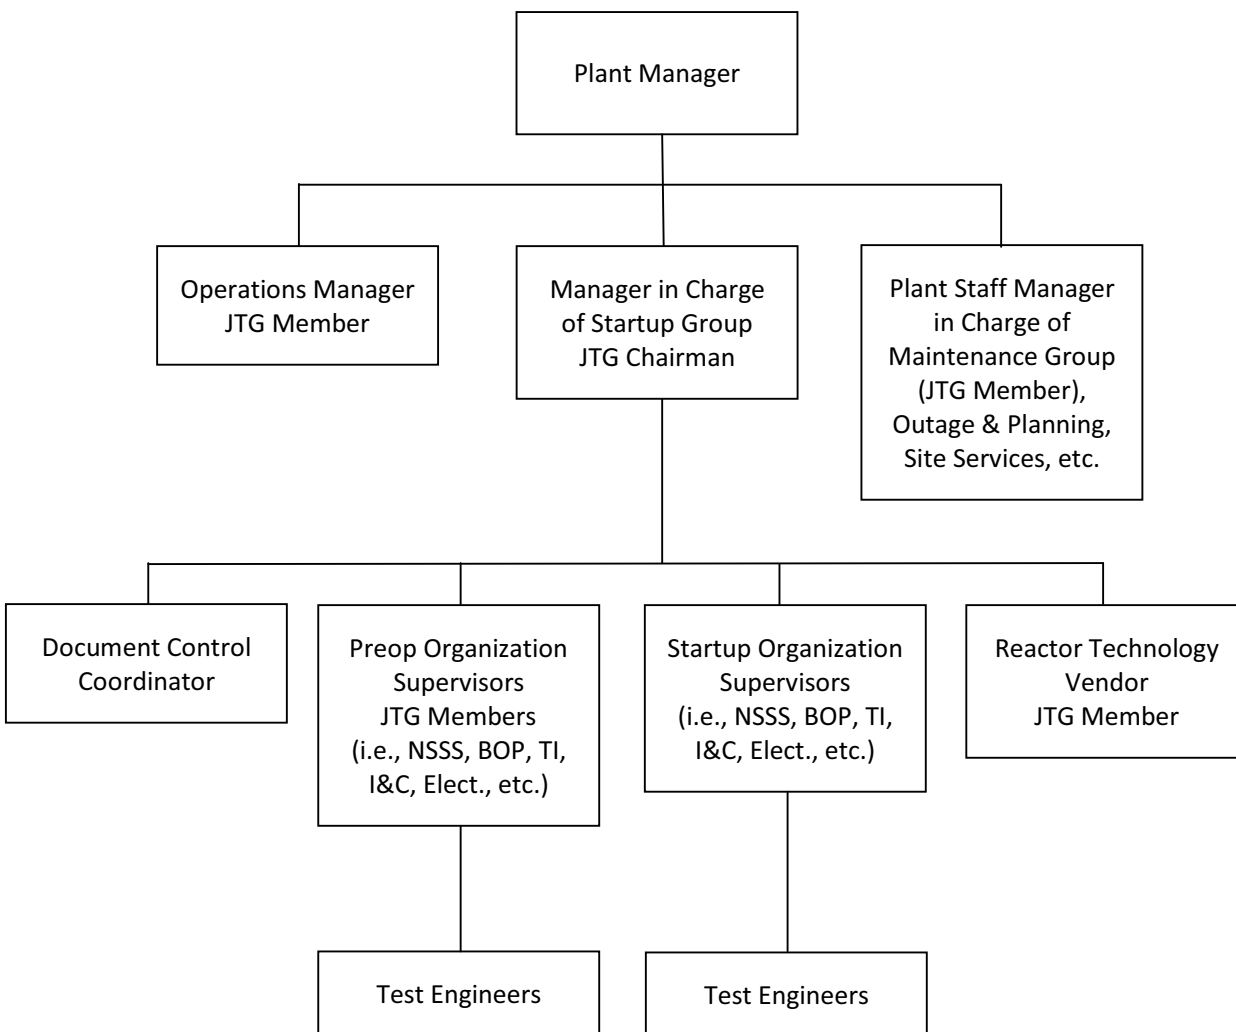 Plant Manager
Operations Manager
JTG Member
Manager in Charge
of Startup Group
JTG Chairman
Plant Staff Manager
in Charge of
Maintenance Group
(JTG Member),
Outage & Planning,
Site Services, etc.
Document Control
Coordinator
Preop Organization
Supervisors
JTG Members
(i.e., NSSS, BOP, TI,
I&C, Elect., etc.)
Startup Organization
Supervisors
(i.e., NSSS, BOP, TI,
I&C, Elect., etc.)
Reactor Technology
Vendor
JTG Member
Test Engineers
Test Engineers